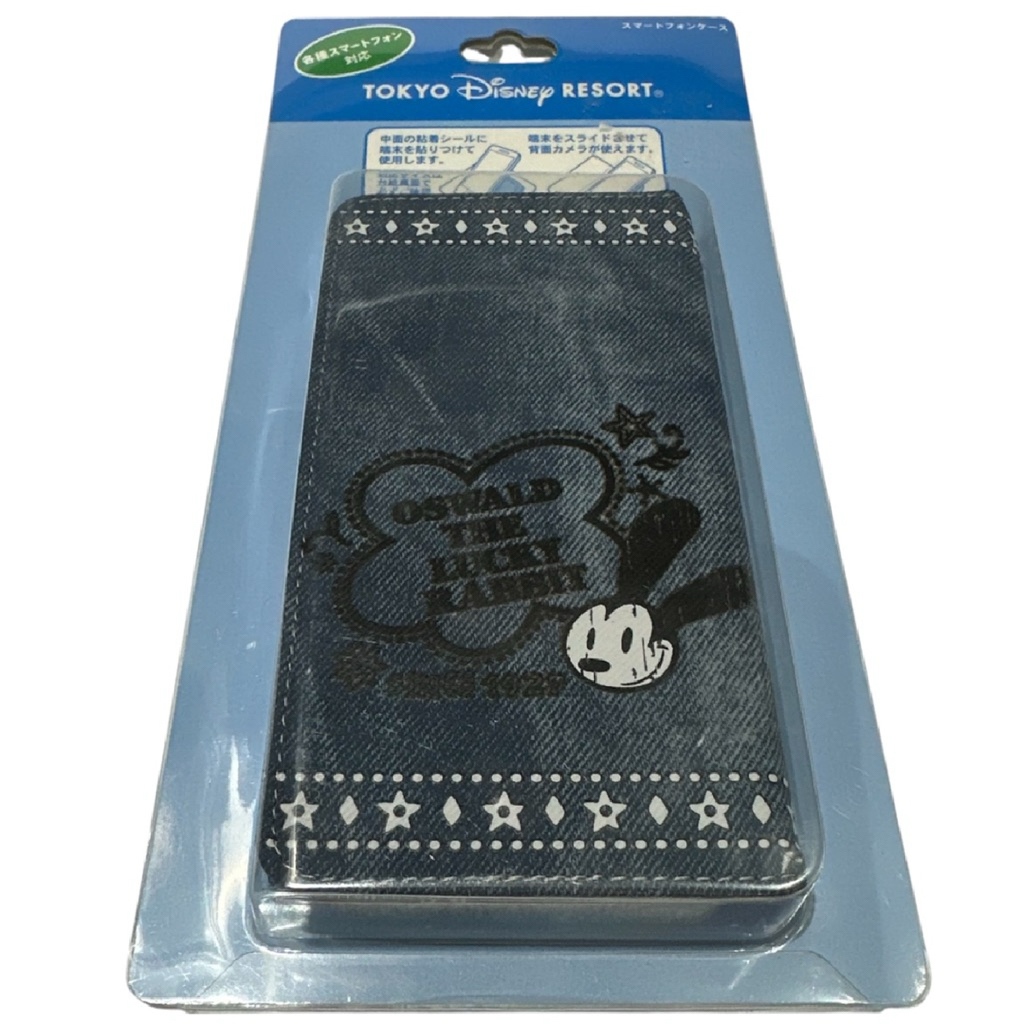 スマートフォンケース
各種スマートフォン
対応
TOKYO Disney RESORT®
中面の粘着シールに
端末を貼りつけて
使用します。
端末をスライドさせて
背面カメラが使えます。
OSWALD
THE
LUCKY
RABBIT